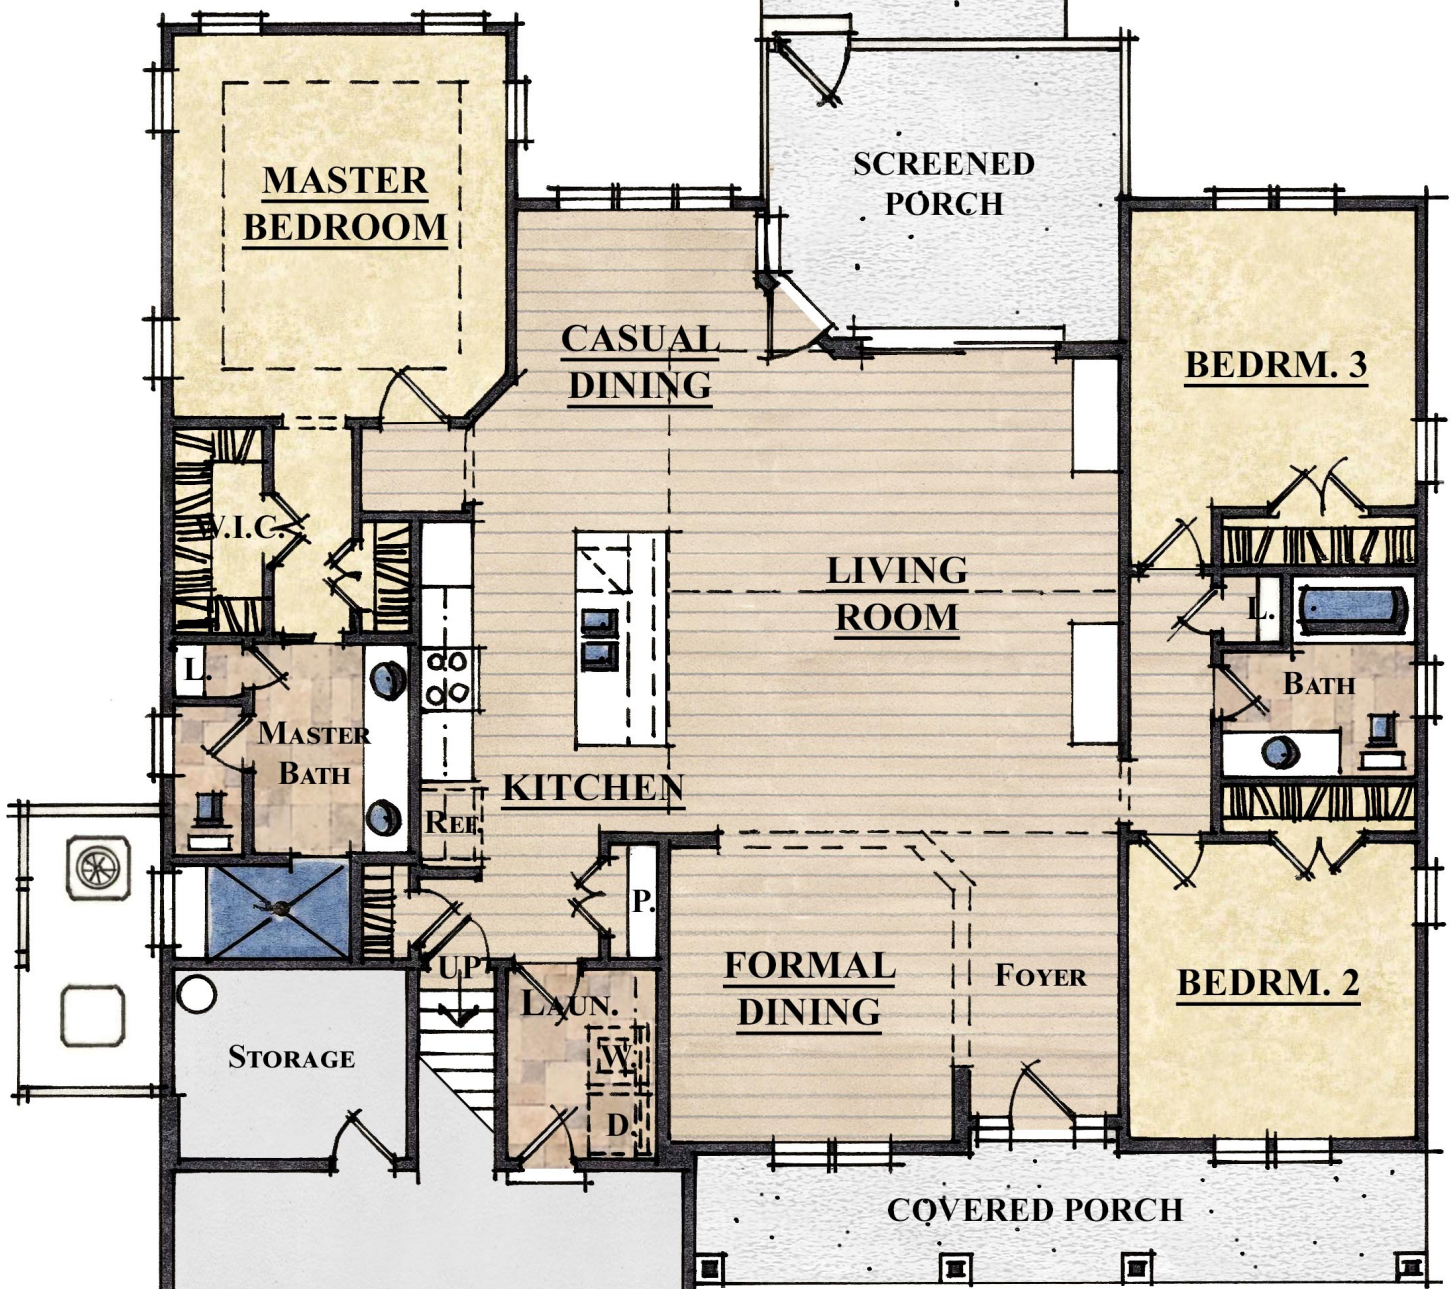 MASTER
BEDROOM
SCREENED
PORCH
CASUAL
DINING
BEDRM. 3
W.I.C.
LIVING
ROOM
L.
L.
BATH
MASTER
BATH
KITCHEN
REF.
P.
UP
FORMAL
DINING
FOYER
BEDRM. 2
LAUN.
STORAGE
W.
D.
COVERED PORCH